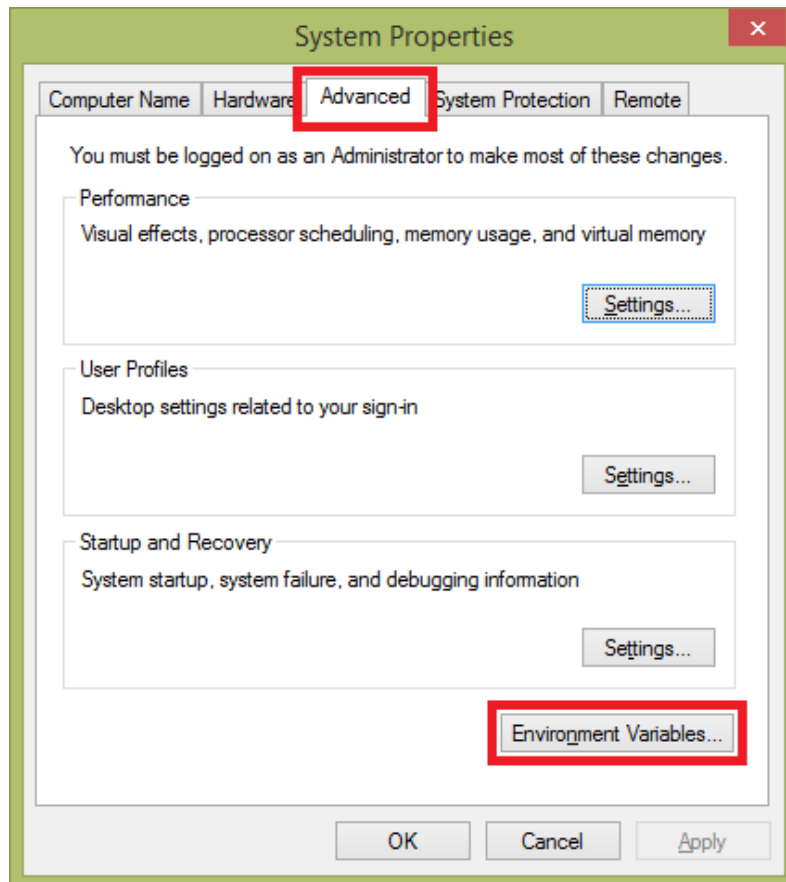 System Properties
Computer Name Hardware Advanced System Protection Remote
You must be logged on as an Administrator to make most of these changes.
Performance
Visual effects, processor scheduling, memory usage, and virtual memory
Settings...
User Profiles
Desktop settings related to your sign-in
Settings...
Startup and Recovery
System startup, system failure, and debugging information
Settings...
Environment Variables...
OK Cancel Apply